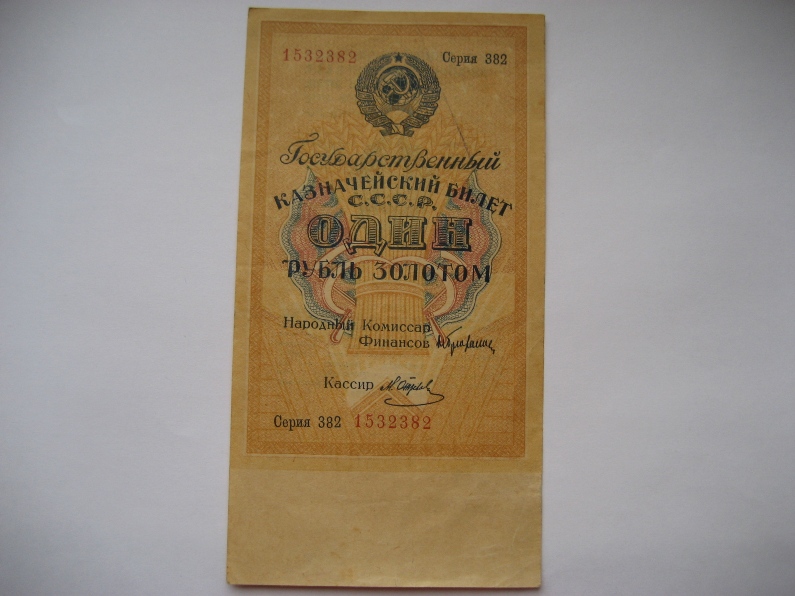 1532382 Серия 382
Государственный
КАЗНАЧЕЙСКИЙ БИЛЕТ
С.С.С.Р.
ОДИН
РУБЛЬ ЗОЛОТОМ
Народный Комиссар
Финансов
Кассир
Серия 382 1532382